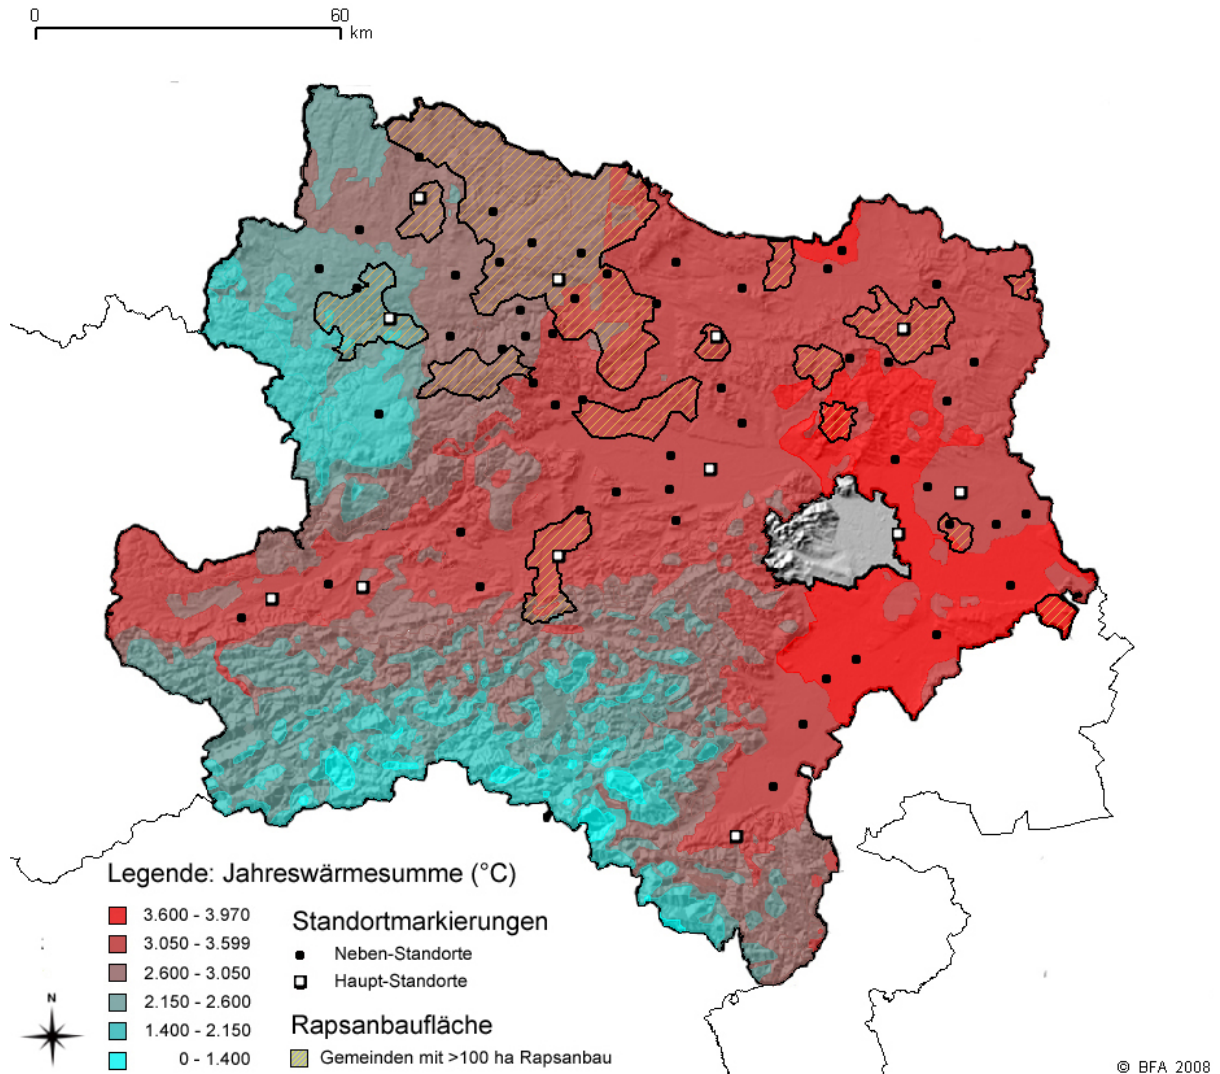 0 60
km
Legende: Jahreswärmesumme (°C)
3.600 - 3.970
3.050 - 3.599
2.600 - 3.050
2.150 - 2.600
1.400 - 2.150
0 - 1.400
Standortmarkierungen
Neben-Standorte
Haupt-Standorte
Rapsanbaufläche
Gemeinden mit >100 ha Rapsanbau
N
© BFA 2008